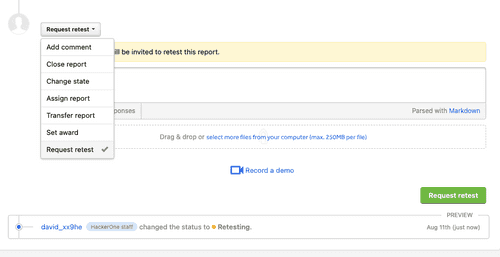 Request retest
Add comment
ll be invited to retest this report.
Close report
Change state
Assign report
ponses
Parsed with Markdown
Transfer report
Set award
Drag & drop or select more files from your computer (max. 250MB per file)
Request retest
Record a demo
Request retest
PREVIEW
david_xx9he HackerOne staff changed the status to Retesting.
Aug 11th (just now)